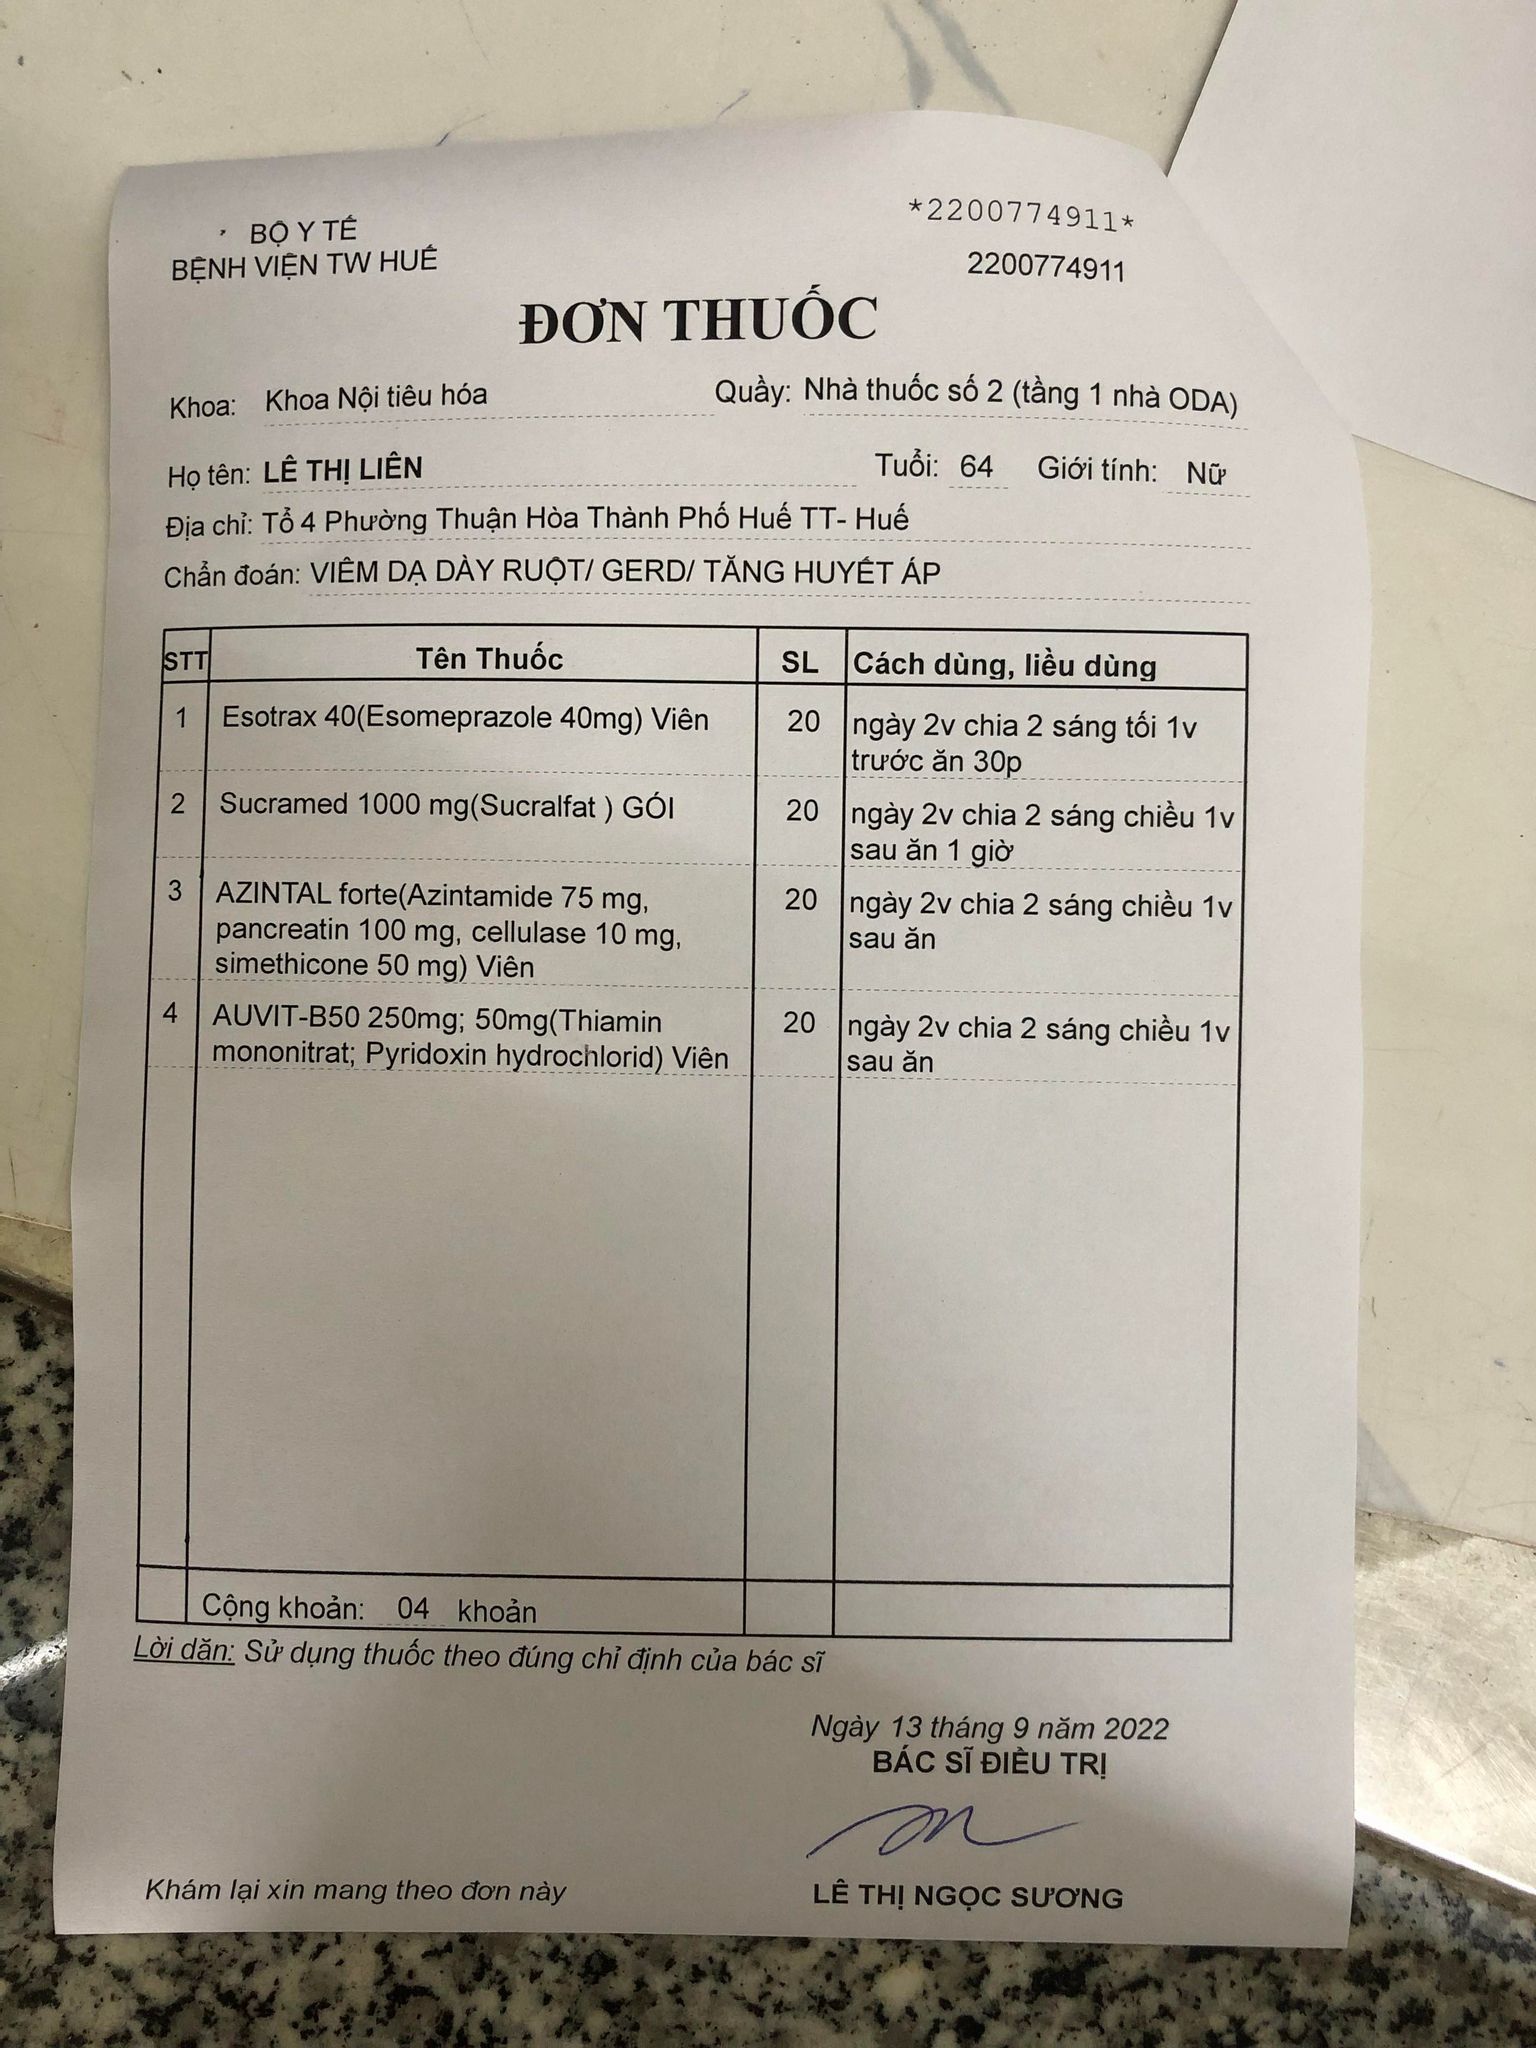 BỘ Y TẾ
BỆNH VIỆN TW HUẾ
*2200774911*
2200774911
ĐƠN THUỐC
Khoa: Khoa Nội tiêu hóa Quầy: Nhà thuốc số 2 (tầng 1 nhà ODA)
Họ tên: LÊ THỊ LIÊN Tuổi: 64 Giới tính: Nữ
Địa chỉ: Tổ 4 Phường Thuận Hòa Thành Phố Huế TT- Huế
Chẩn đoán: VIÊM DẠ DÀY RUỘT/ GERD/ TĂNG HUYẾT ÁP
STT Tên Thuốc SL Cách dùng, liều dùng
1 Esotrax 40(Esomeprazole 40mg) Viên 20 ngày 2v chia 2 sáng tối 1v
trước ăn 30p
2 Sucramed 1000 mg(Sucralfat ) GÓI 20 ngày 2v chia 2 sáng chiều 1v
sau ăn 1 giờ
3 AZINTAL forte(Azintamide 75 mg, 20 ngày 2v chia 2 sáng chiều 1v
pancreatin 100 mg, cellulase 10 mg, sau ăn
simethicone 50 mg) Viên
4 AUVIT-B50 250mg; 50mg(Thiamin 20 ngày 2v chia 2 sáng chiều 1v
mononitrat; Pyridoxin hydrochlorid) Viên sau ăn
Cộng khoản: 04 khoản
Lời dăn: Sử dụng thuốc theo đúng chỉ định của bác sĩ
Ngày 13 tháng 9 năm 2022
BÁC SĨ ĐIỀU TRỊ
Khám lại xin mang theo đơn này LÊ THỊ NGỌC SƯƠNG